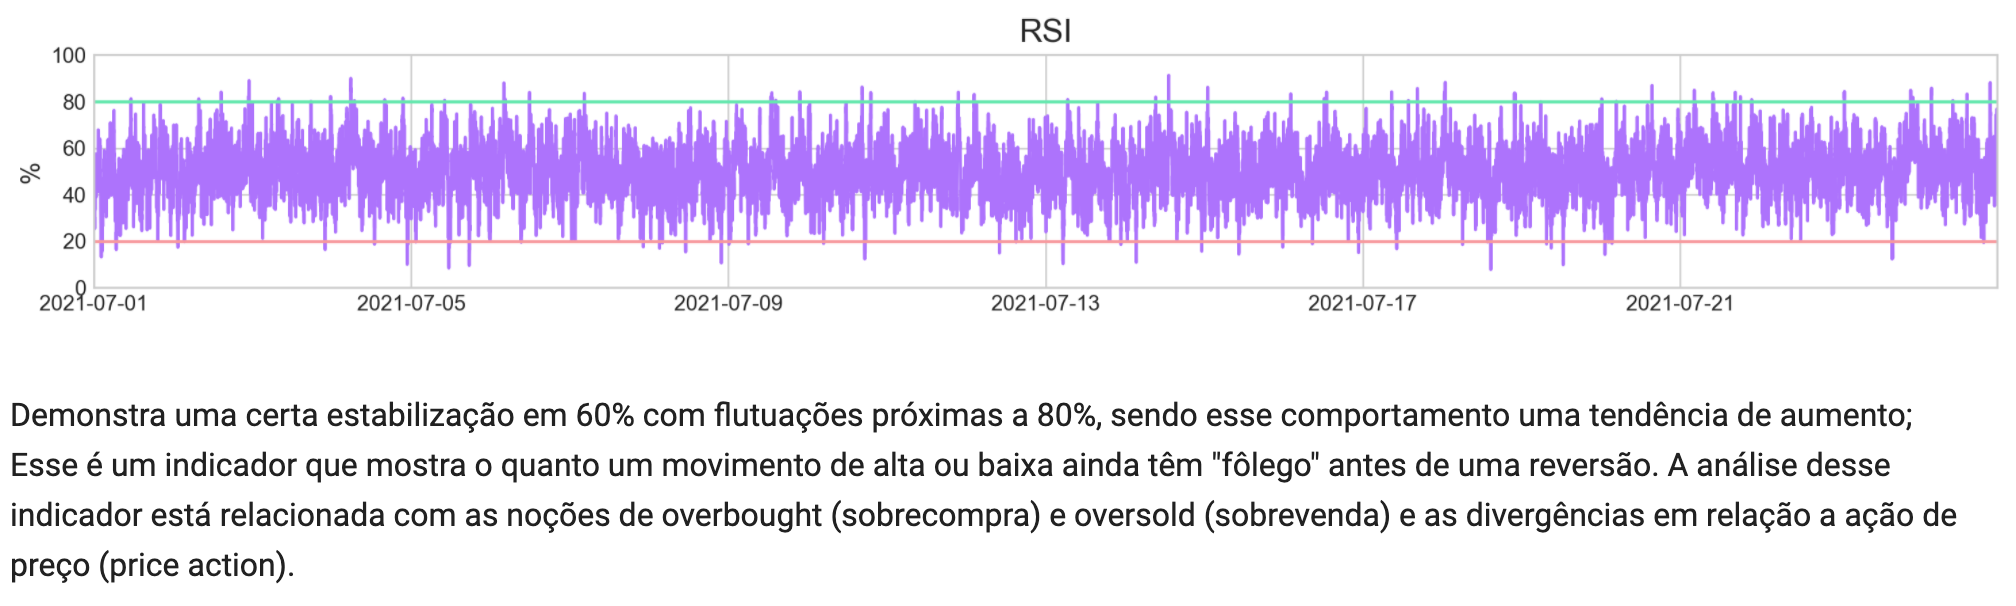 RSI
100
80
60
40
20
0
%
2021-07-01 2021-07-05 2021-07-09 2021-07-13 2021-07-17 2021-07-21
Demonstra uma certa estabilização em 60% com flutuações próximas a 80%, sendo esse comportamento uma tendência de aumento;
Esse é um indicador que mostra o quanto um movimento de alta ou baixa ainda têm "fôlego" antes de uma reversão. A análise desse
indicador está relacionada com as noções de overbought (sobrecompra) e oversold (sobrevenda) e as divergências em relação a ação de
preço (price action).